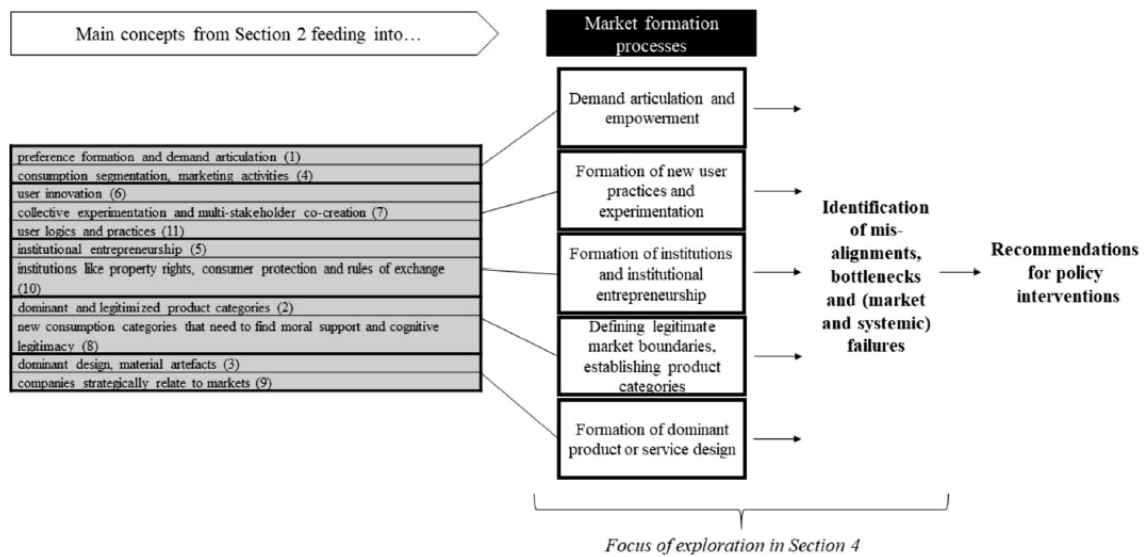 Main concepts from Section 2 feeding into…
Market formation
processes
preference formation and demand articulation (1)
consumption segmentation, marketing activities (4)
user innovation (6)
collective experimentation and multi-stakeholder co-creation (7)
user logics and practices (11)
institutional entrepreneurship (5)
institutions like property rights, consumer protection and rules of exchange
(10)
dominant and legitimized product categories (2)
new consumption categories that need to find moral support and cognitive
legitimacy (8)
dominant design, material artefacts (3)
companies strategically relate to markets (9)
Demand articulation and
empowerment
Formation of new user
practices and
experimentation
Formation of institutions
and institutional
entrepreneurship
Defining legitimate
market boundaries,
establishing product
categories
Formation of dominant
product or service design
Identification
of mis-
alignments,
bottlenecks
and (market
and systemic)
failures
Recommendations
for policy
interventions
Focus of exploration in Section 4